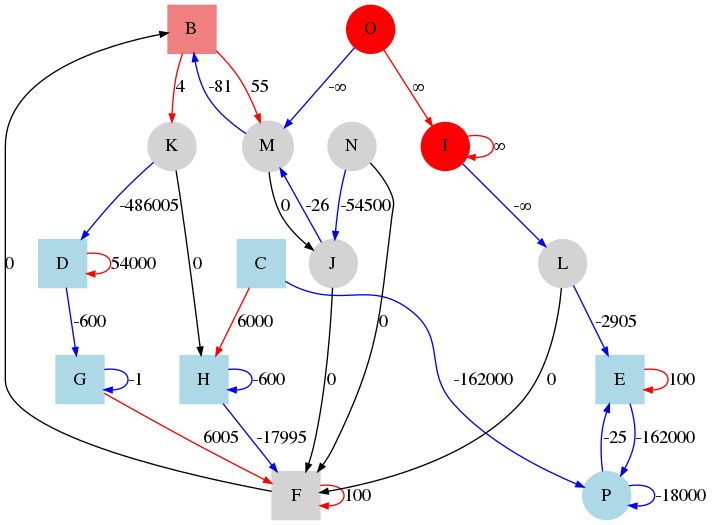 B O
4 -81 55 -∞ ∞
K M N I ∞
-486005 0 0 -26 -54500 -∞
0 D 54000 C J L
-600 6000 0 -2905
G -1 H -600 0 -162000 0 E 100
6005 -17995 -25 -162000
F 100 P -18000